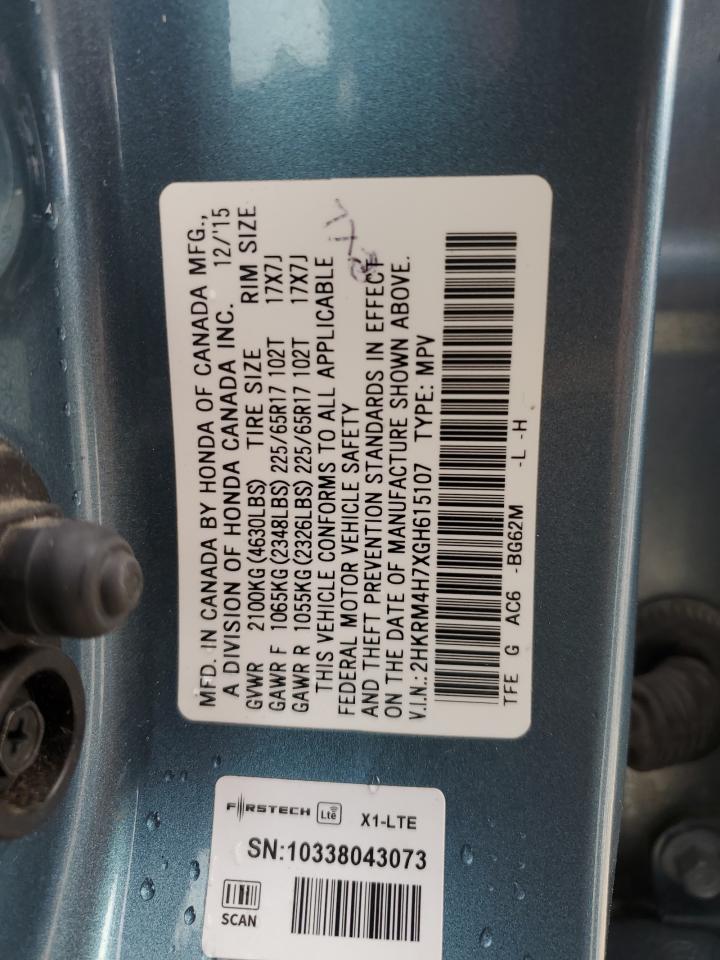 MFD. IN CANADA BY HONDA OF CANADA MFG.,
A DIVISION OF HONDA CANADA INC. 12/'15
GVWR 2100KG(4630LBS) TIRE SIZE RIM SIZE
GAWR F 1065KG(2348LBS) 225/65R17 102T 17X7J
GAWR R 1055KG(2326LBS) 225/65R17 102T 17X7J
THIS VEHICLE CONFORMS TO ALL APPLICABLE
FEDERAL MOTOR VEHICLE SAFETY
AND THEFT PREVENTION STANDARDS IN EFFECT
ON THE DATE OF MANUFACTURE SHOWN ABOVE.
V.I.N.:2HKRM4H7XGH615107 TYPE: MPV
TFE G AC6 -BG62M -L -H
FIRSTECH Lte X1-LTE
SN:10338043073
SCAN